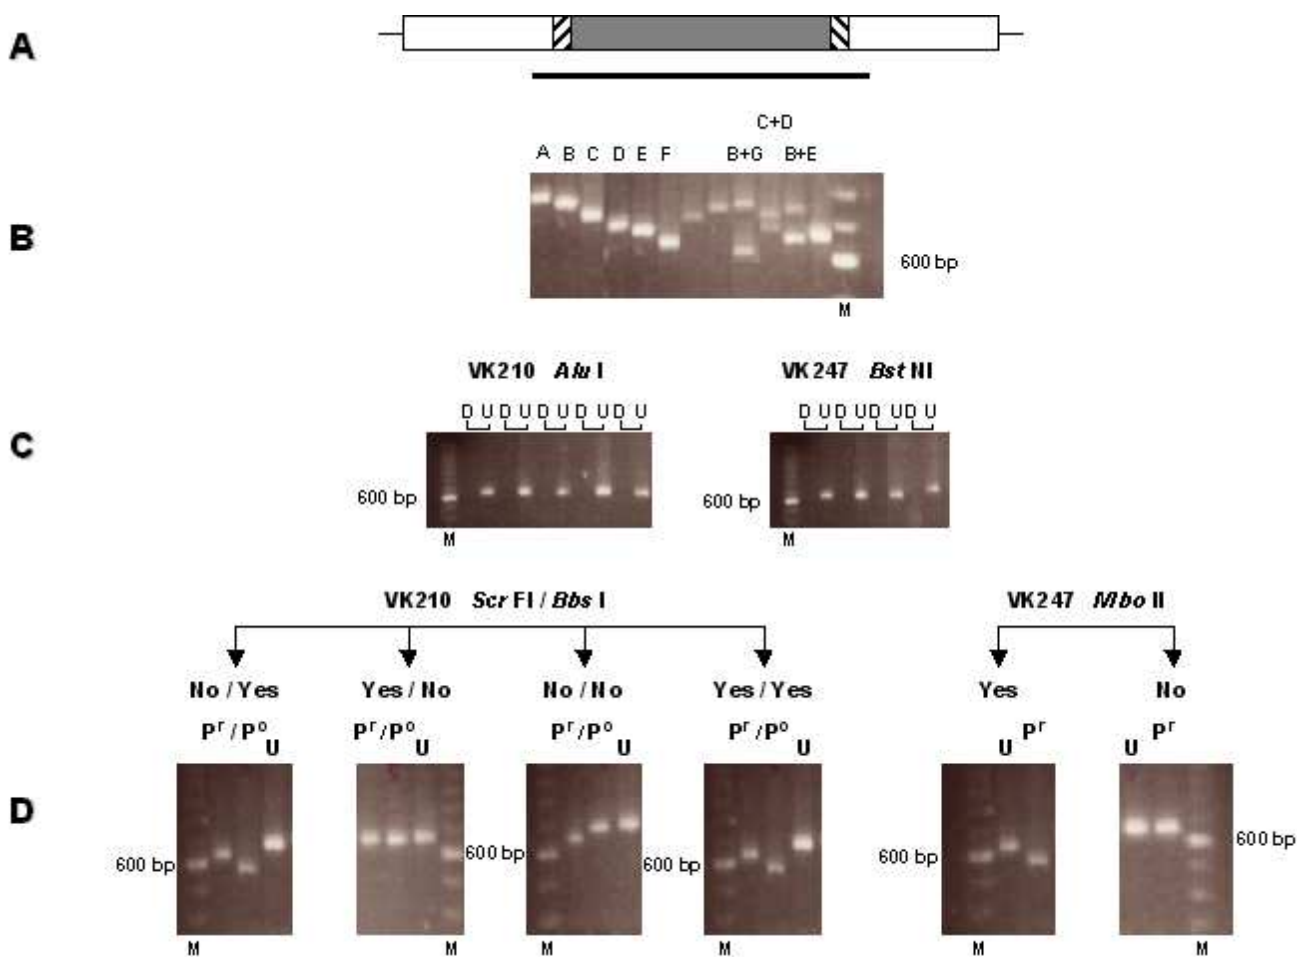 A
C+D
A B C D E F B+G B+E
B
600 bp
M
VK210 Alu I VK247 Bst NI
D U D U D U D U D U D U D U D U D U
C
600 bp 600 bp
M M
VK210 Scr FI / Bbs I VK247 Mbo II
No / Yes Yes / No No / No Yes / Yes Yes No
Pʳ / Pᵒ Pʳ/Pᵒ Pʳ / Pᵒ Pʳ / Pᵒ Pʳ Pʳ
U U U U U U
D
600 bp 600 bp 600 bp 600 bp 600 bp
M M M M M M